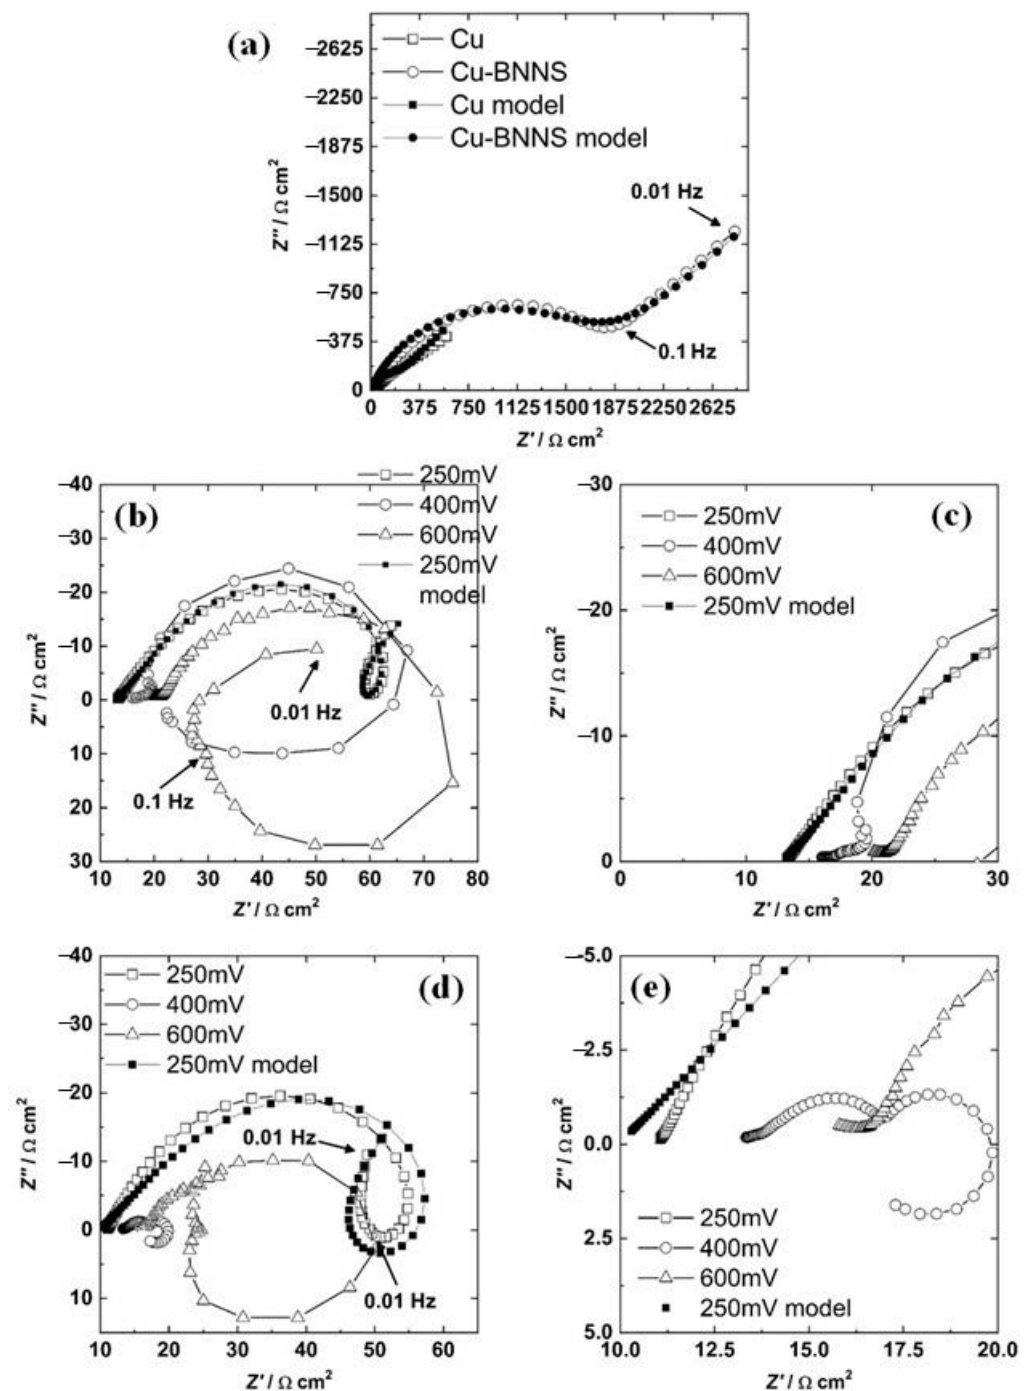 (a)
Cu
Cu-BNNS
Cu model
Cu-BNNS model
–2625
–2250
–1875
–1500
–1125
–750
–375
0
Z'' / Ω cm²
0.01 Hz
0.1 Hz
0 375 750 1125 1500 1875 2250 2625
Z' / Ω cm²
(b)
250mV
400mV
600mV
250mV
model
–40
–30
–20
–10
0
10
20
30
Z'' / Ω cm²
0.01 Hz
0.1 Hz
10 20 30 40 50 60 70 80
Z' / Ω cm²
(c)
250mV
400mV
600mV
250mV model
–30
–20
–10
0
Z'' / Ω cm²
0 10 20 30
Z' / Ω cm²
(d)
250mV
400mV
600mV
250mV model
–40
–30
–20
–10
0
10
Z'' / Ω cm²
0.01 Hz
0.01 Hz
10 20 30 40 50 60
Z' / Ω cm²
(e)
-5.0
–2.5
0.0
2.5
5.0
Z'' / Ω cm²
250mV
400mV
600mV
250mV model
10.0 12.5 15.0 17.5 20.0
Z' / Ω cm²